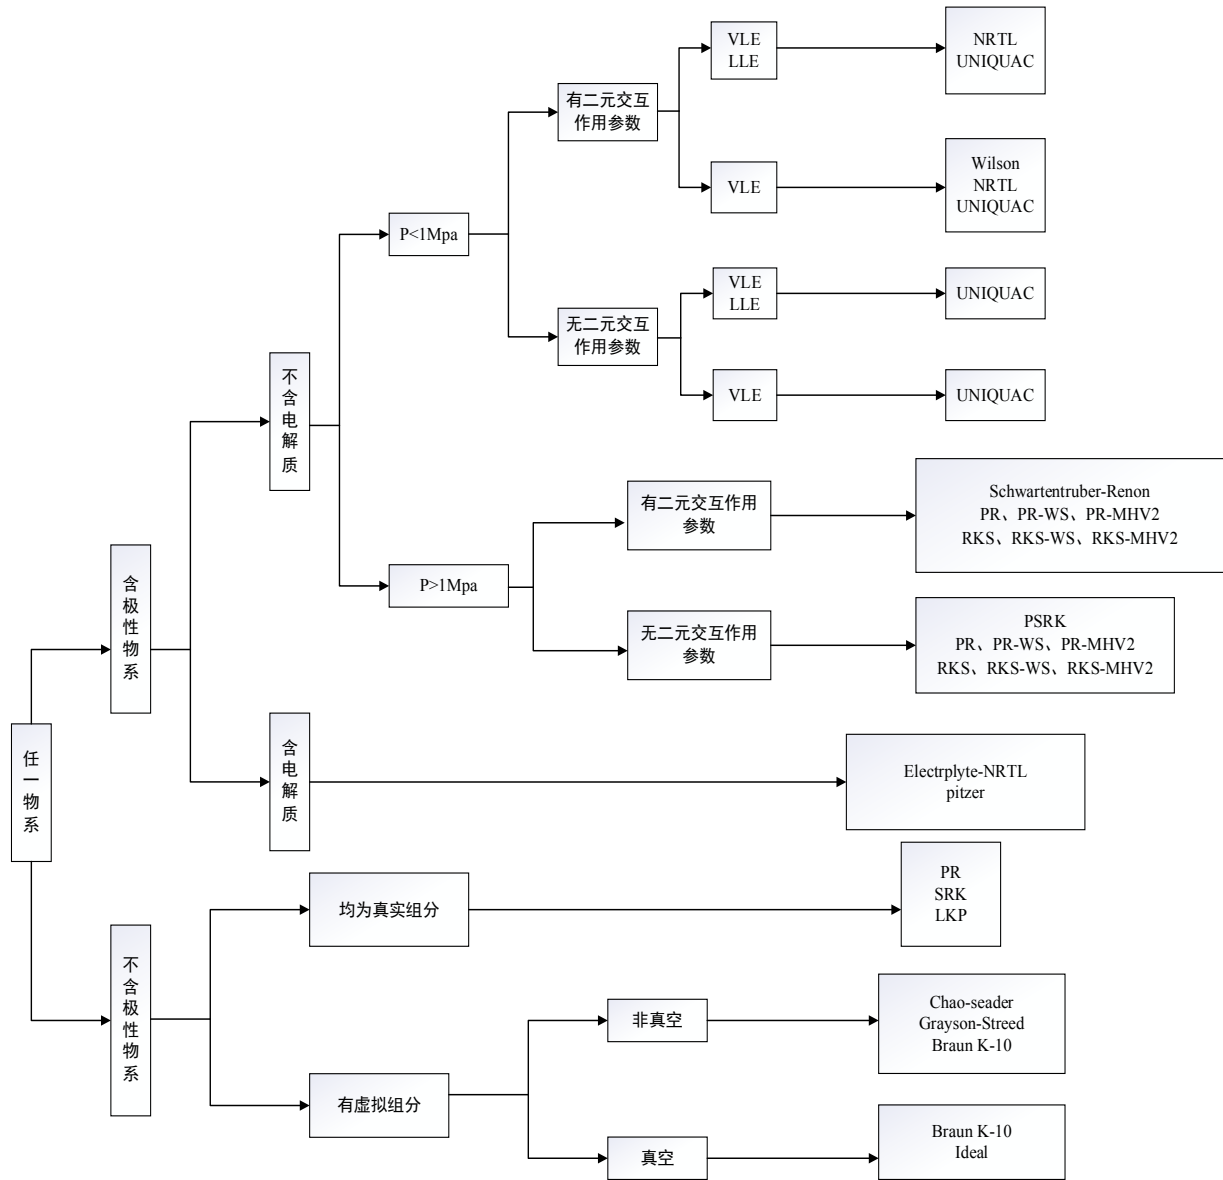 任一物系
含极性物系
不含极性物系
不含电解质
含电解质
P<1Mpa
P>1Mpa
有二元交互
作用参数
无二元交互
作用参数
VLE
LLE
VLE
VLE
LLE
VLE
NRTL
UNIQUAC
Wilson
NRTL
UNIQUAC
UNIQUAC
UNIQUAC
有二元交互作用
参数
无二元交互作用
参数
Schwartentruber-Renon
PR、PR-WS、PR-MHV2
RKS、RKS-WS、RKS-MHV2
PSRK
PR、PR-WS、PR-MHV2
RKS、RKS-WS、RKS-MHV2
Electrplyte-NRTL
pitzer
均为真实组分
PR
SRK
LKP
有虚拟组分
非真空
真空
Chao-seader
Grayson-Streed
Braun K-10
Braun K-10
Ideal